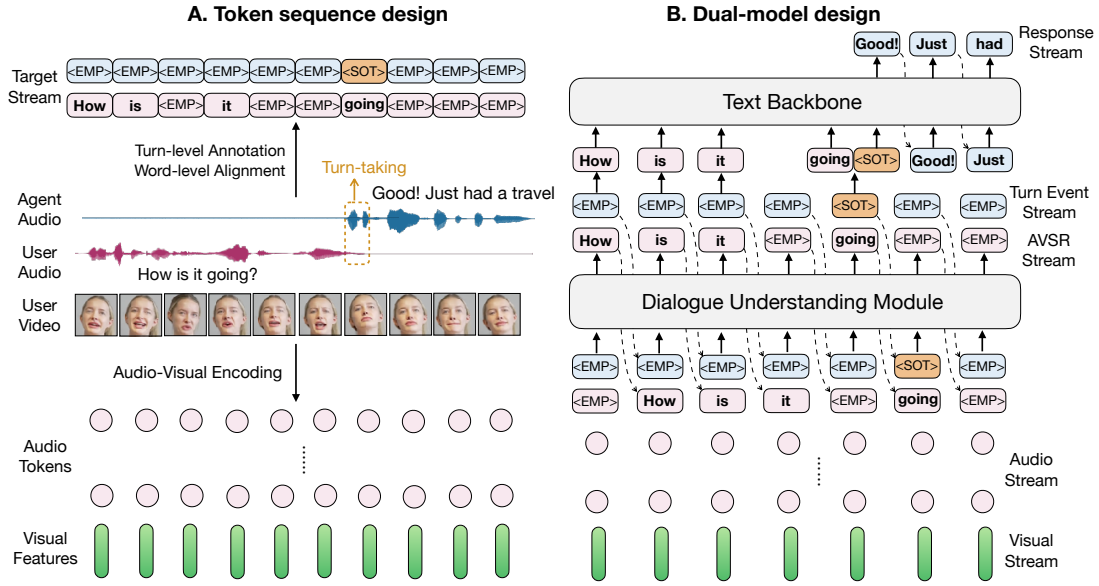 A. Token sequence design
Target
Stream
<EMP> <EMP> <EMP> <EMP> <EMP> <EMP> <SOT> <EMP> <EMP> <EMP>
How is <EMP> it <EMP> <EMP> going <EMP> <EMP> <EMP>
Turn-level Annotation
Word-level Alignment
Turn-taking
Good! Just had a travel
Agent
Audio
User
Audio
How is it going?
User
Video
Audio-Visual Encoding
Audio
Tokens
Visual
Features
B. Dual-model design
Good! Just had
Response
Stream
Text Backbone
How is it going <SOT> Good! Just
<EMP> <EMP> <EMP> <EMP> <SOT> <EMP> <EMP>
Turn Event
Stream
How is it <EMP> going <EMP> <EMP>
AVSR
Stream
Dialogue Understanding Module
<EMP> <EMP> <EMP> <EMP> <EMP> <SOT> <EMP>
<EMP> How is it <EMP> going <EMP>
Audio
Stream
Visual
Stream